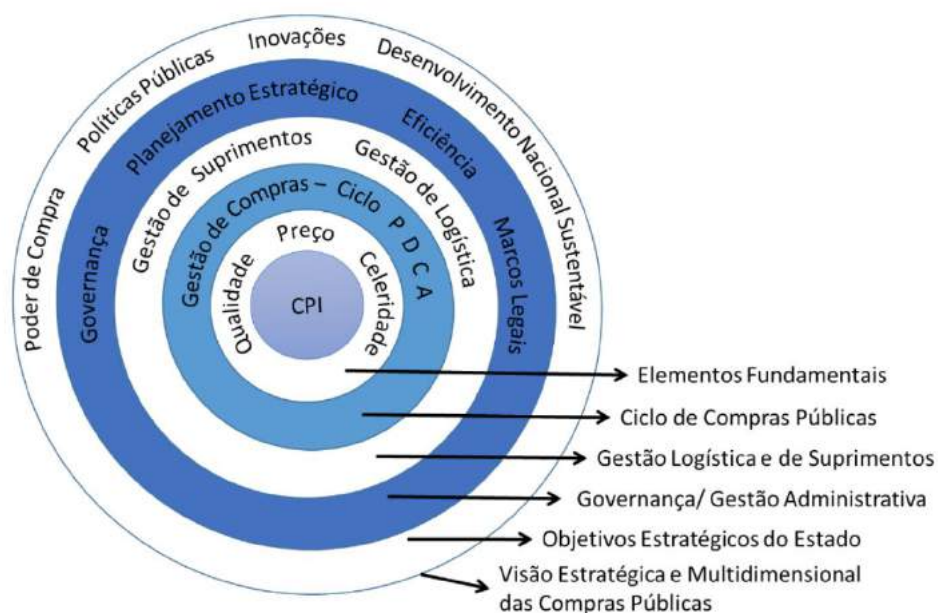 Poder de Compra
Políticas Públicas
Inovações
Desenvolvimento Nacional Sustentável
Governança
Planejamento Estratégico
Eficiência
Marcos Legais
Gestão de Suprimentos
Gestão de Logística
Gestão de Compras – Ciclo P D C A
Qualidade
Preço
Celeridade
CPI
Elementos Fundamentais
Ciclo de Compras Públicas
Gestão Logística e de Suprimentos
Governança/ Gestão Administrativa
Objetivos Estratégicos do Estado
Visão Estratégica e Multidimensional
das Compras Públicas